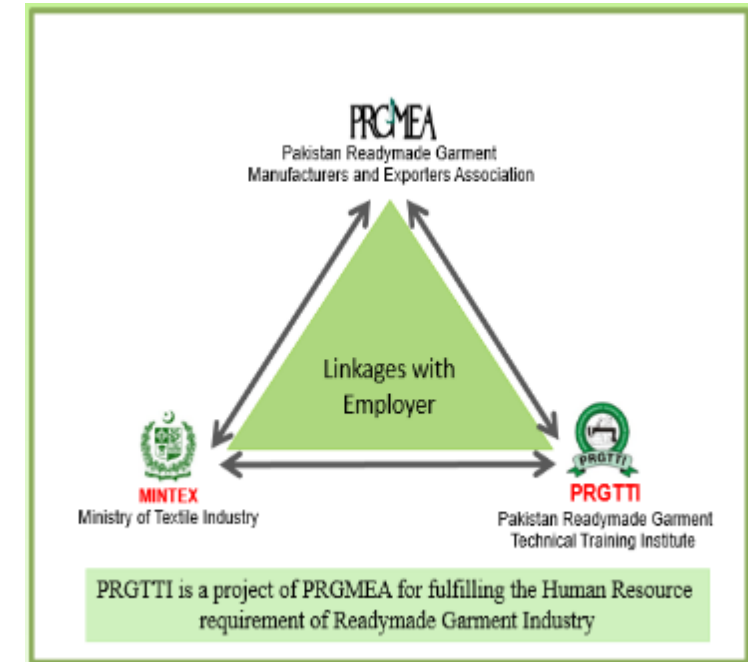 PRGMEA
Pakistan Readymade Garment
Manufacturers and Exporters Association
Linkages with
Employer
MINTEX
Ministry of Textile Industry
PRGTTI
PRGTTI
Pakistan Readymade Garment
Technical Training Institute
PRGTTI is a project of PRGMEA for fulfilling the Human Resource
requirement of Readymade Garment Industry